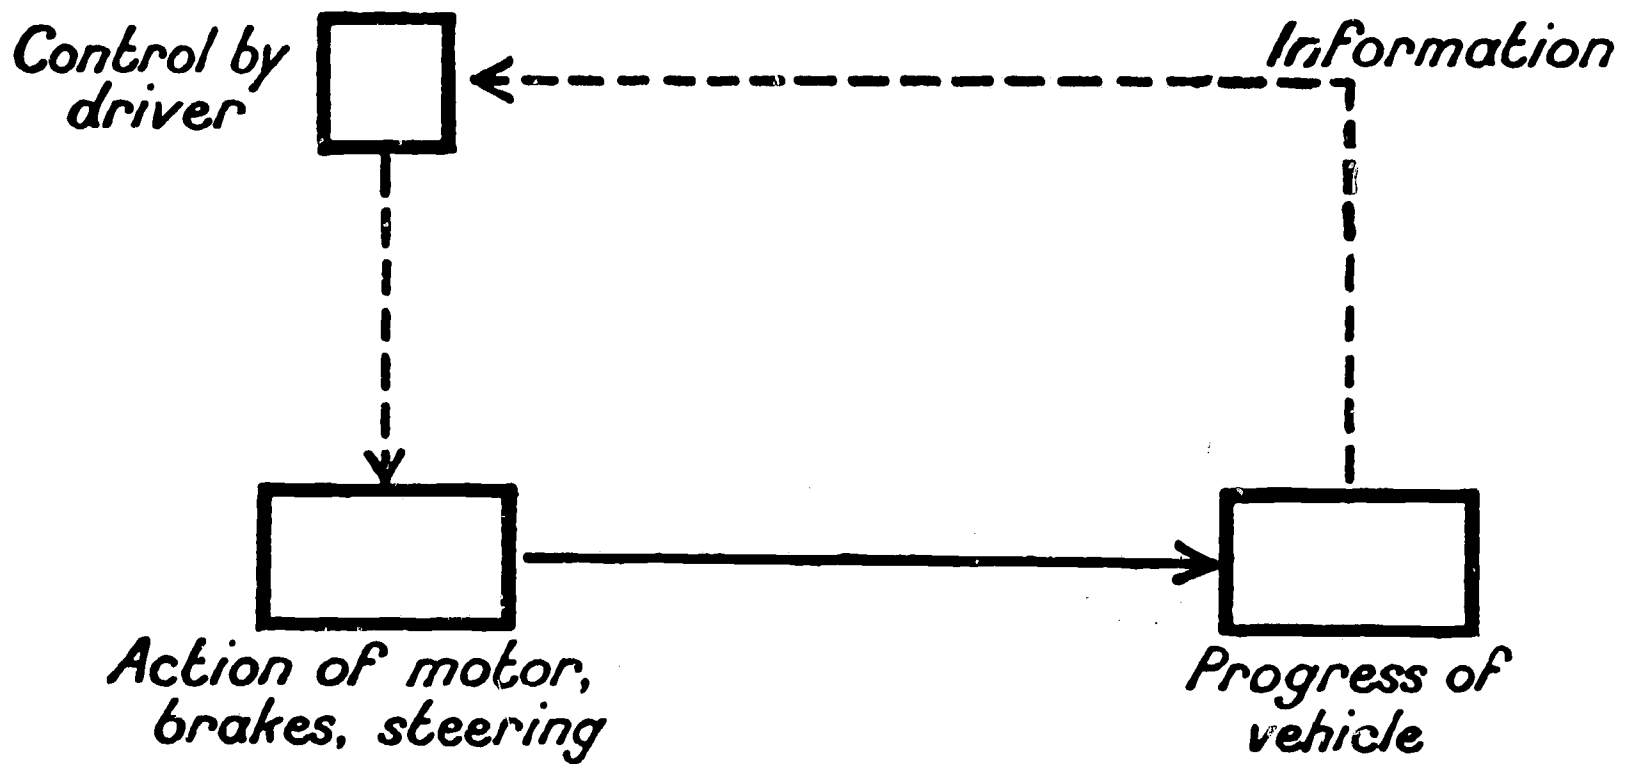 Control by
driver
Information
Action of motor,
brakes, steering
Progress of
vehicle